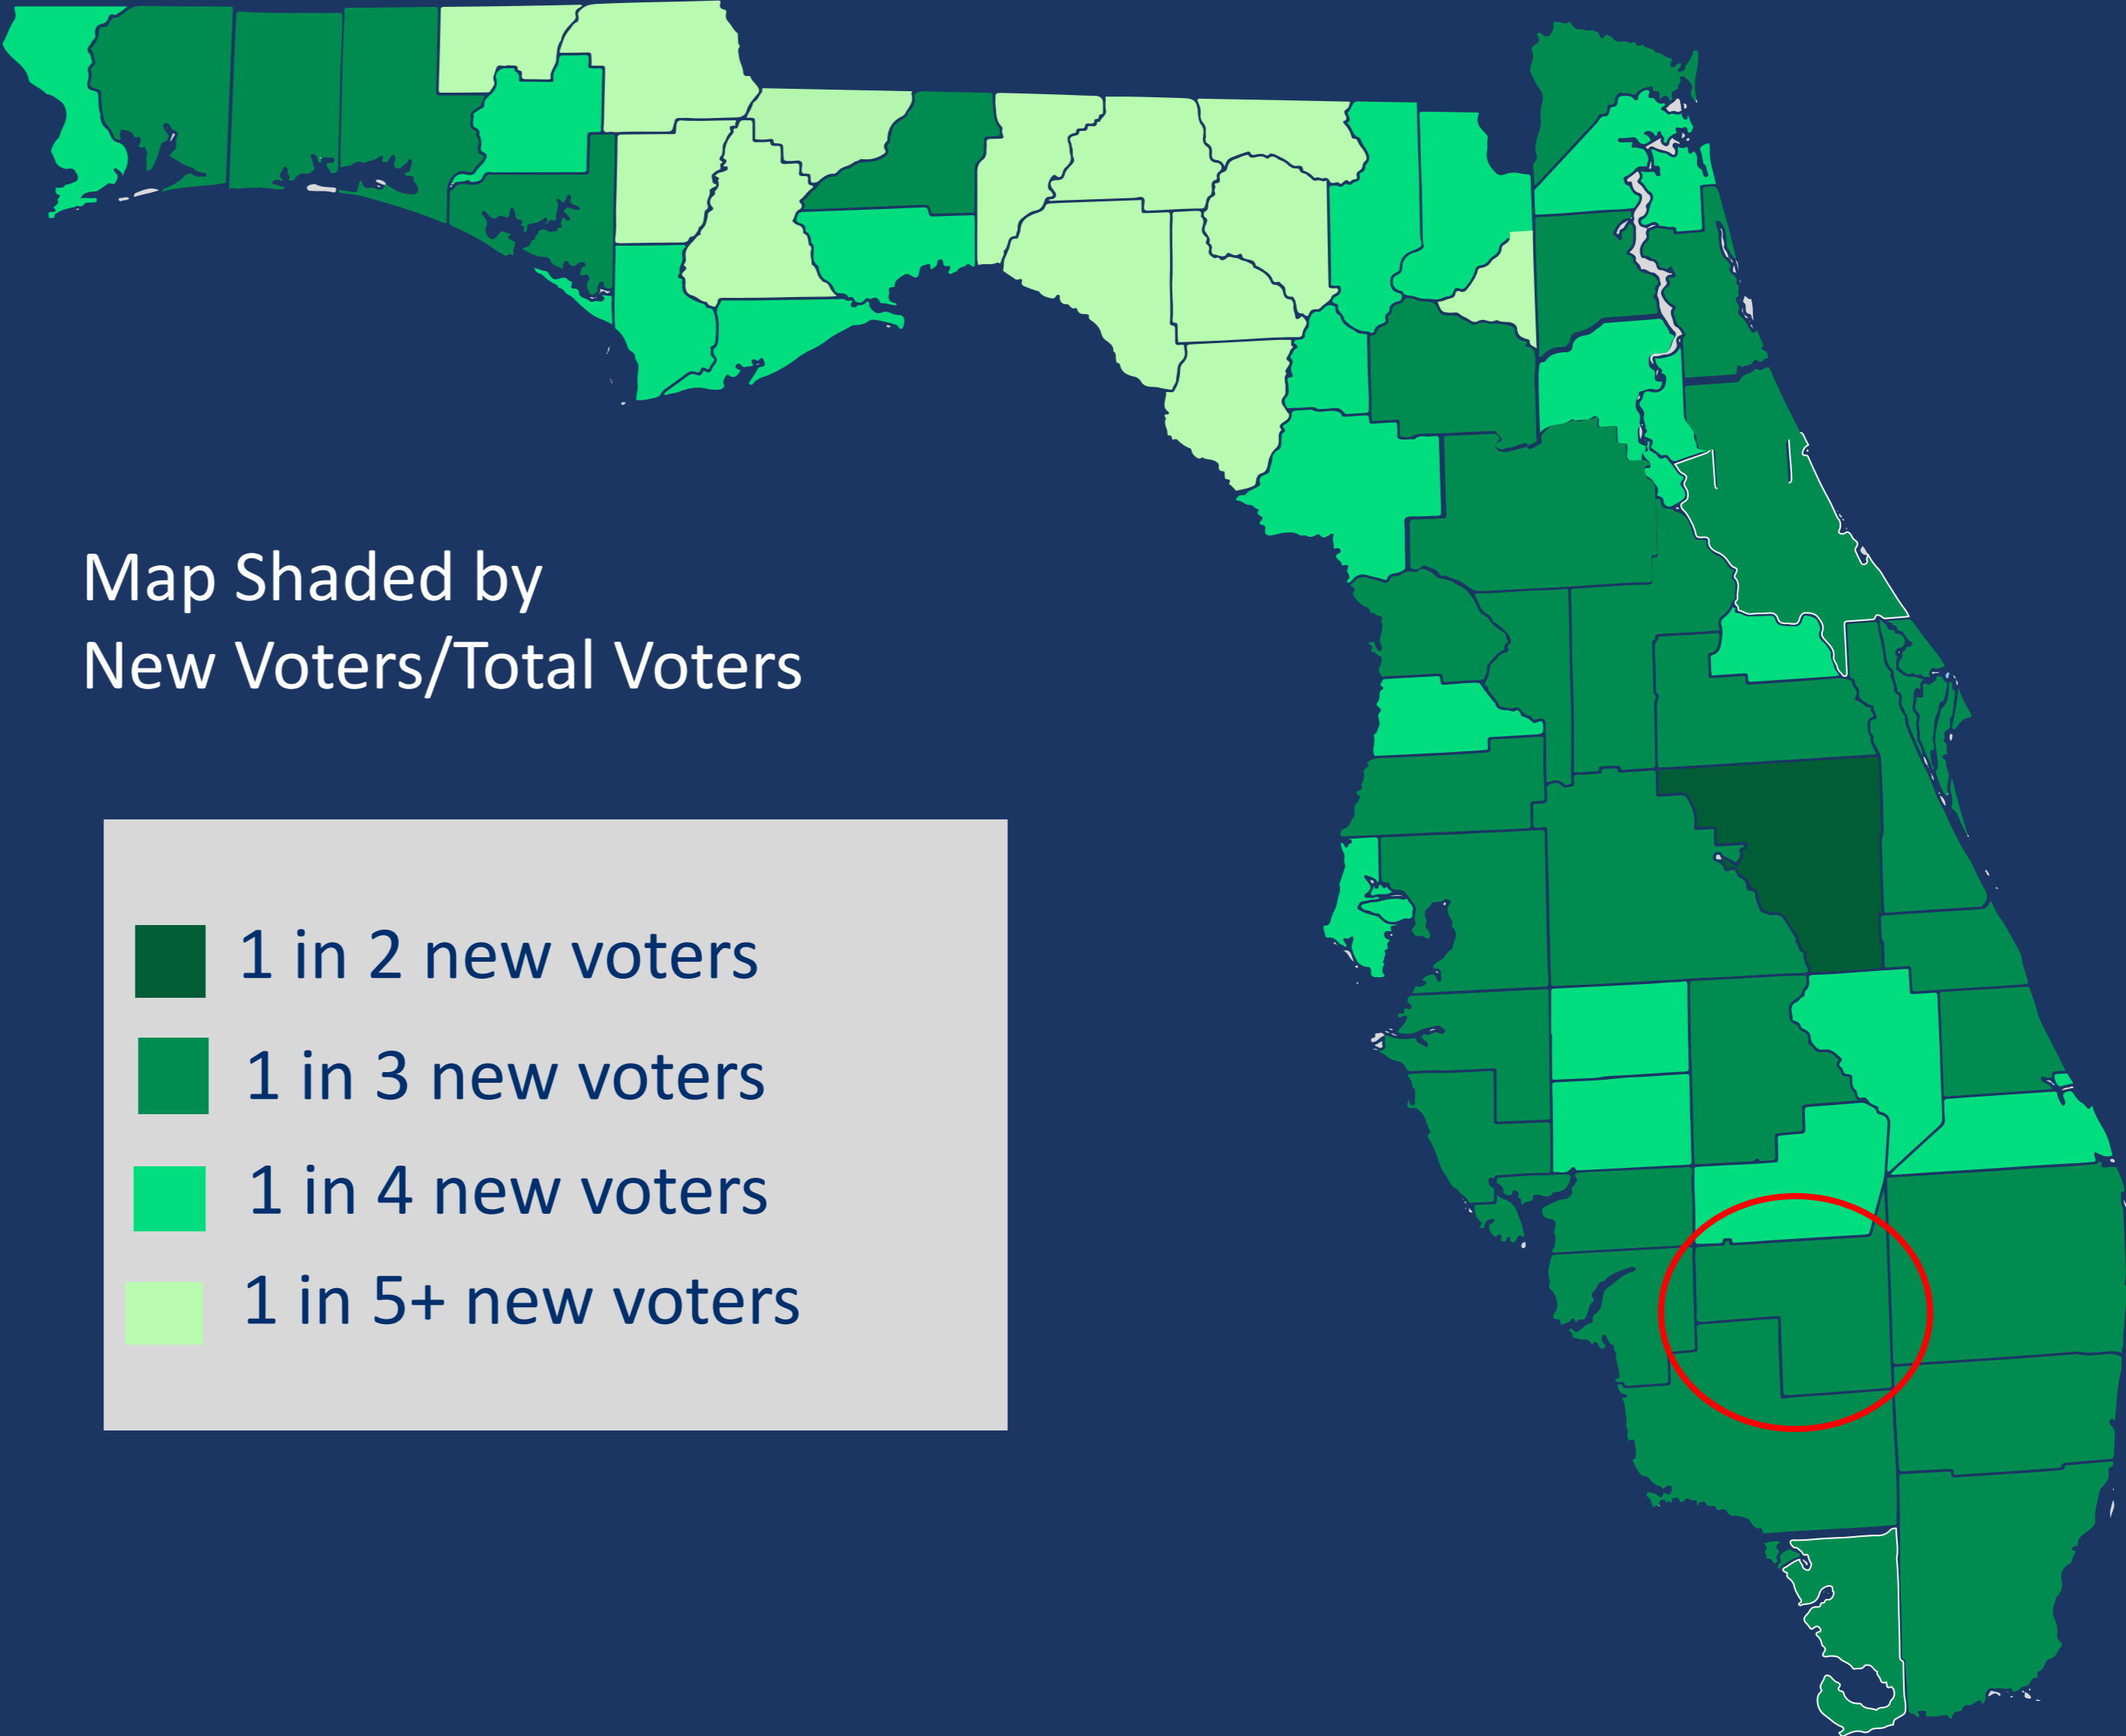 Map Shaded by
New Voters/Total Voters
1 in 2 new voters
1 in 3 new voters
1 in 4 new voters
1 in 5+ new voters